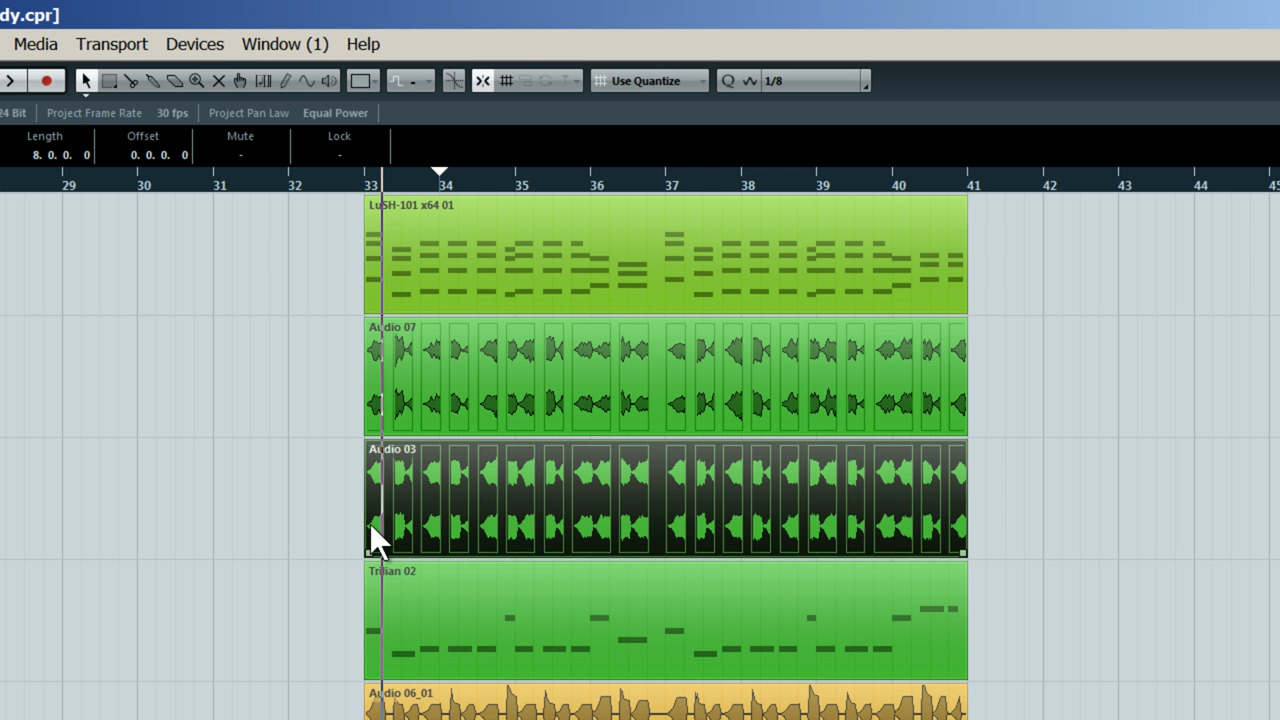 dy.cpr]
Media Transport Devices Window (1) Help
Use Quantize Q 1/8
24 Bit Project Frame Rate 30 fps Project Pan Law Equal Power
Length Offset Mute Lock
8. 0. 0. 0 0. 0. 0. 0 - -
29 30 31 32 33 34 35 36 37 38 39 40 41 42 43 44 45
LuSH-101 x64 01
Audio 07
Audio 03
Trilian 02
Audio 06_01